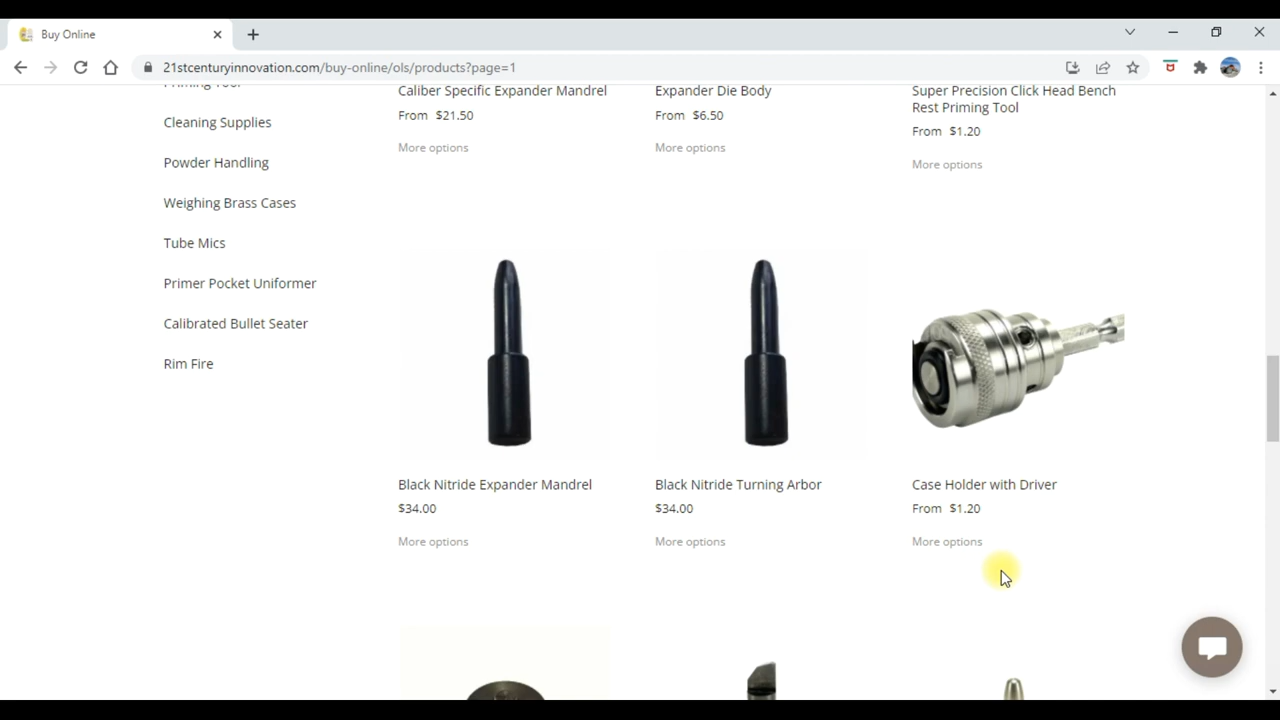 Buy Online
21stcenturyinnovation.com/buy-online/ols/products?page=1
Priming Tool
Cleaning Supplies
Powder Handling
Weighing Brass Cases
Tube Mics
Primer Pocket Uniformer
Calibrated Bullet Seater
Rim Fire
Caliber Specific Expander Mandrel
From $21.50
More options
Expander Die Body
From $6.50
More options
Super Precision Click Head Bench
Rest Priming Tool
From $1.20
More options
Black Nitride Expander Mandrel
$34.00
More options
Black Nitride Turning Arbor
$34.00
More options
Case Holder with Driver
From $1.20
More options